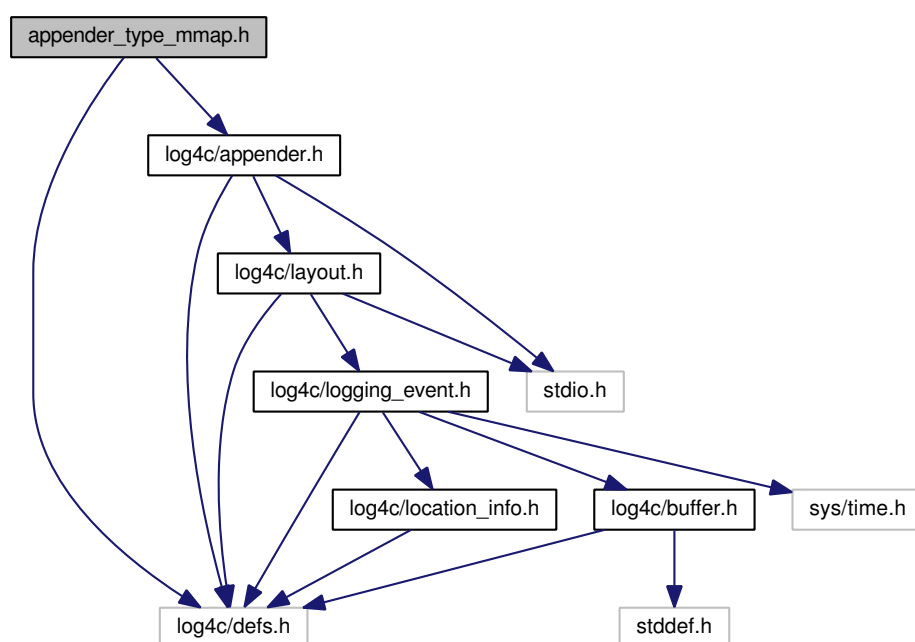 appender_type_mmap.h
log4c/appender.h
log4c/layout.h
log4c/logging_event.h
stdio.h
log4c/location_info.h
log4c/buffer.h
sys/time.h
log4c/defs.h
stddef.h